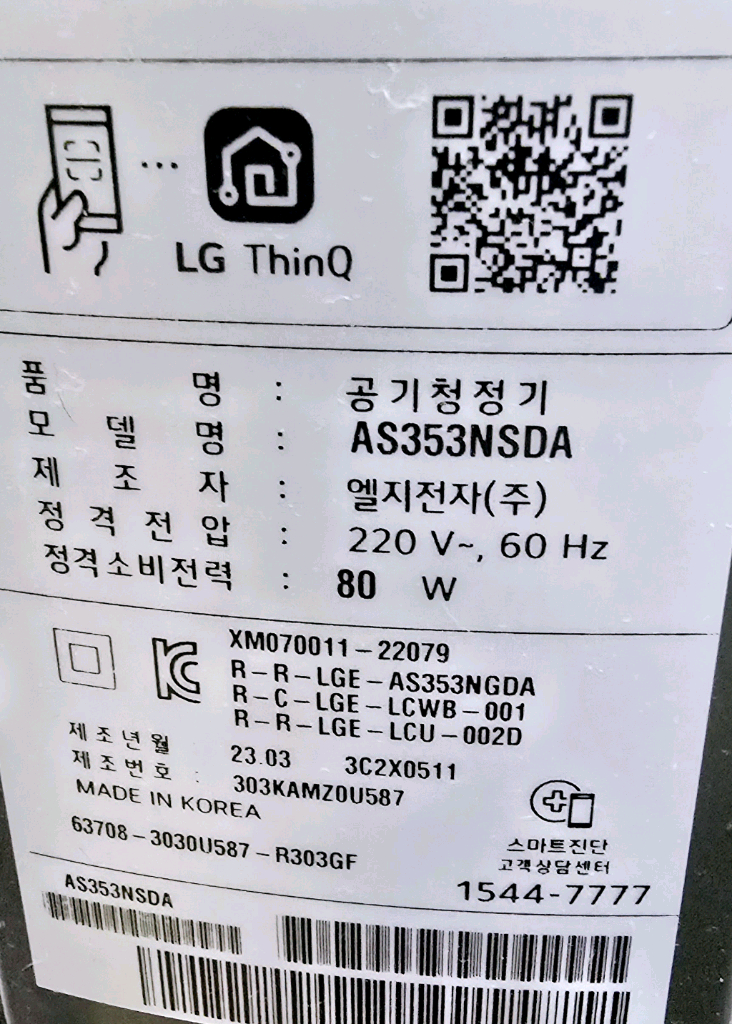 LG ThinQ
품 명 : 공기청정기
모 델 명 : AS353NSDA
제 조 자 : 엘지전자(주)
정 격 전 압 : 220 V~, 60 Hz
정격소비전력 : 80 W
XM070011-22079
R-R-LGE-AS353NGDA
R-C-LGE-LCWB-001
R-R-LGE-LCU-002D
제조년월 23.03 3C2X0511
제조번호 : 303KAMZ0U587
MADE IN KOREA
63708-3030U587-R303GF
스마트진단
고객상담센터
1544-7777
AS353NSDA